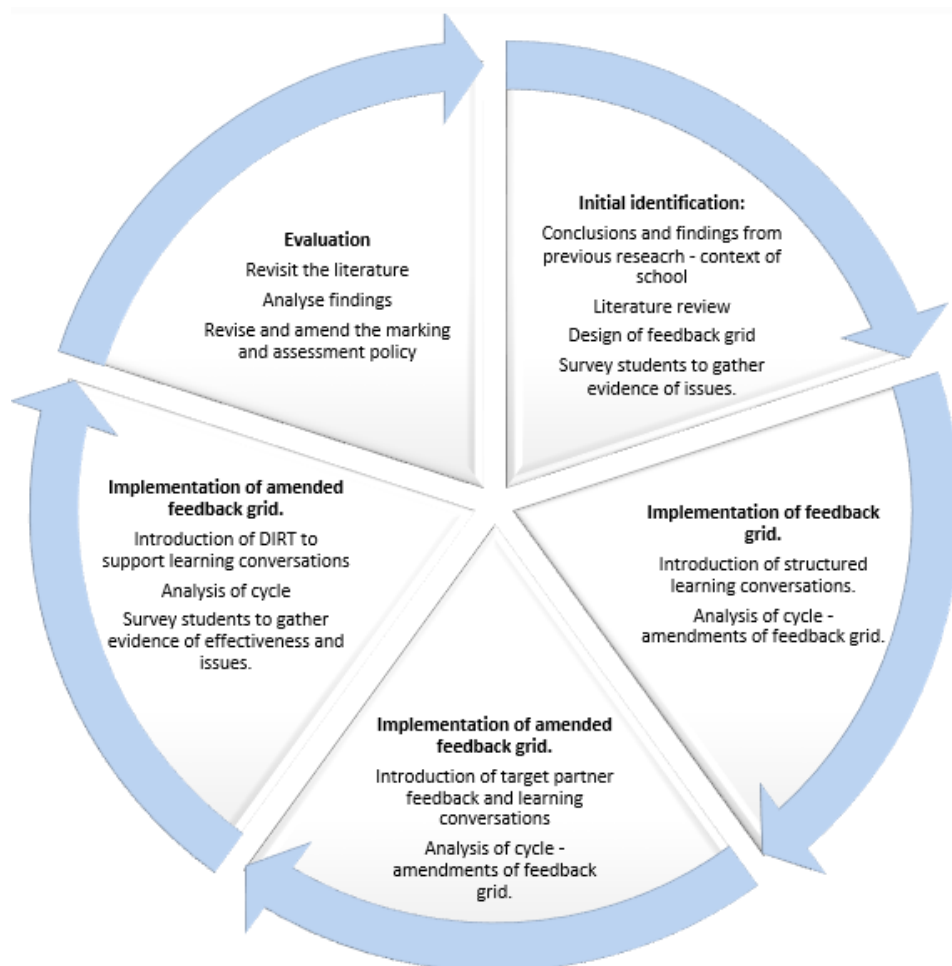 Initial identification:
Conclusions and findings from
previous reseacrh - context of
school
Literature review
Design of feedback grid
Survey students to gather
evidence of issues.
Implementation of feedback
grid.
Introduction of structured
learning conversations.
Analysis of cycle -
amendments of feedback grid.
Implementation of amended
feedback grid.
Introduction of target partner
feedback and learning
conversations
Analysis of cycle -
amendments of feedback
grid.
Implementation of amended
feedback grid.
Introduction of DIRT to
support learning conversations
Analysis of cycle
Survey students to gather
evidence of effectiveness and
issues.
Evaluation
Revisit the literature
Analyse findings
Revise and amend the marking
and assessment policy